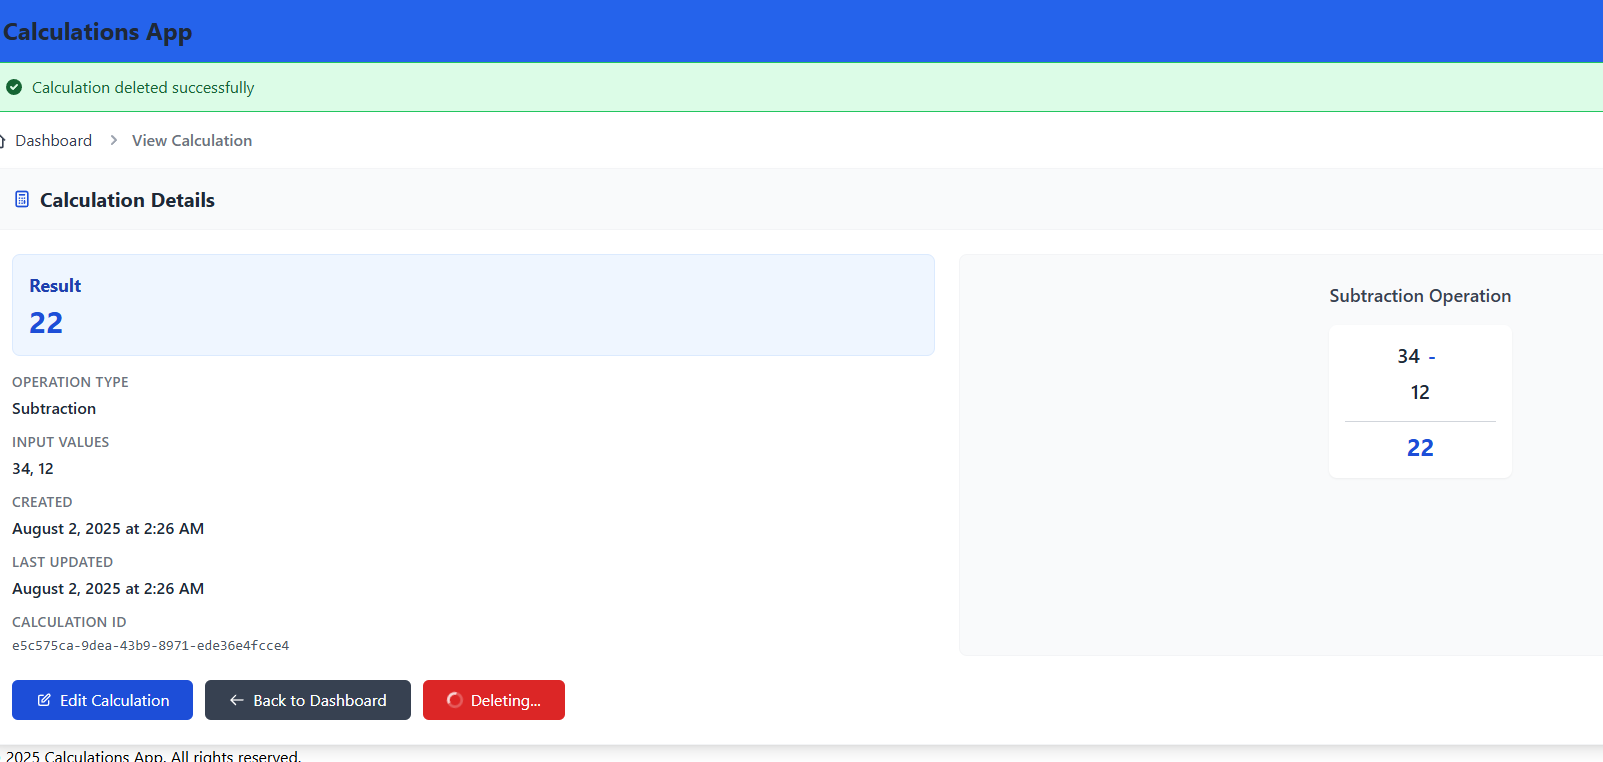 Calculations App
Calculation deleted successfully
Dashboard > View Calculation
Calculation Details
Result
22
OPERATION TYPE
Subtraction
INPUT VALUES
34, 12
CREATED
August 2, 2025 at 2:26 AM
LAST UPDATED
August 2, 2025 at 2:26 AM
CALCULATION ID
e5c575ca-9dea-43b9-8971-ede36e4fcce4
Subtraction Operation
34 -
12
22
Edit Calculation
Back to Dashboard
Deleting...
2025 Calculations App. All rights reserved.